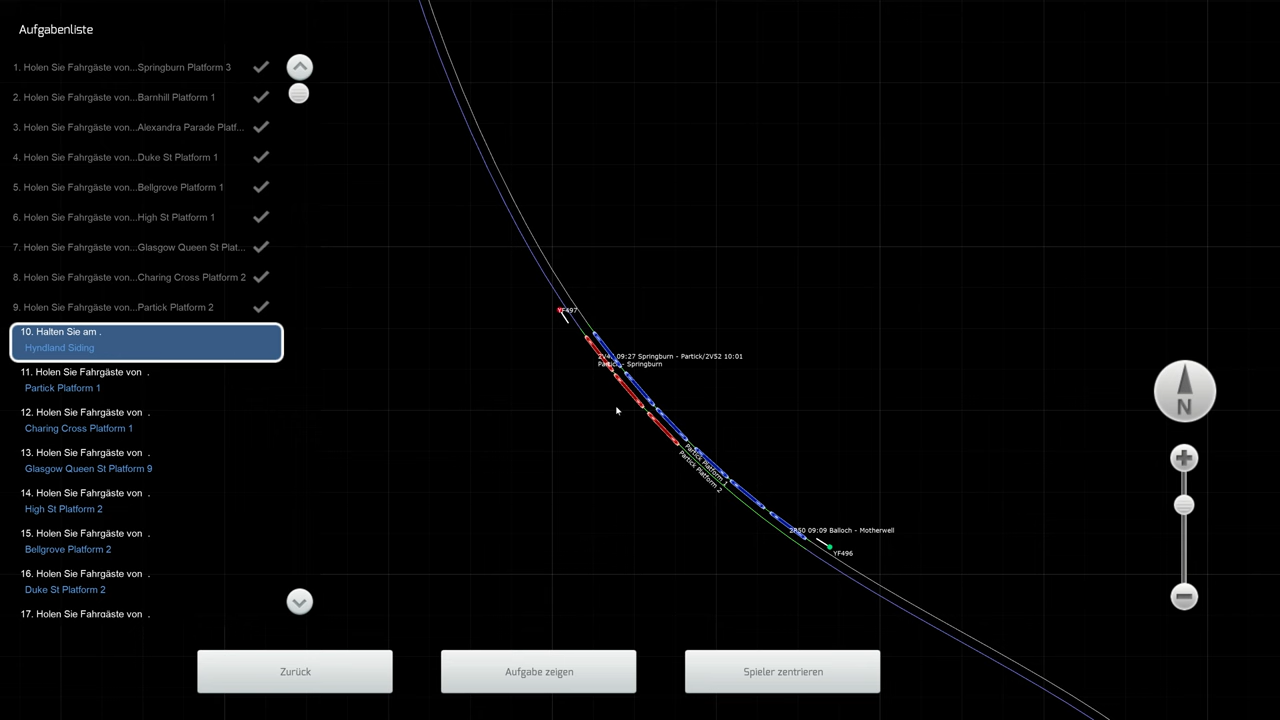 Aufgabenliste
1. Holen Sie Fahrgäste von...Springburn Platform 3
2. Holen Sie Fahrgäste von...Barnhill Platform 1
3. Holen Sie Fahrgäste von...Alexandra Parade Platf...
4. Holen Sie Fahrgäste von...Duke St Platform 1
5. Holen Sie Fahrgäste von...Bellgrove Platform 1
6. Holen Sie Fahrgäste von...High St Platform 1
7. Holen Sie Fahrgäste von...Glasgow Queen St Plat...
8. Holen Sie Fahrgäste von...Charing Cross Platform 2
9. Holen Sie Fahrgäste von...Partick Platform 2
10. Halten Sie am .
Hyndland Siding
11. Holen Sie Fahrgäste von .
Partick Platform 1
12. Holen Sie Fahrgäste von .
Charing Cross Platform 1
13. Holen Sie Fahrgäste von .
Glasgow Queen St Platform 9
14. Holen Sie Fahrgäste von .
High St Platform 2
15. Holen Sie Fahrgäste von .
Bellgrove Platform 2
16. Holen Sie Fahrgäste von .
Duke St Platform 2
17. Holen Sie Fahrgäste von .
YF497
09:27 Springburn - Partick/2V52 10:01
Springburn
Partick Platform 1
Partick Platform 2
2R50 09:09 Balloch - Motherwell
YF496
N
Zurück
Aufgabe zeigen
Spieler zentrieren